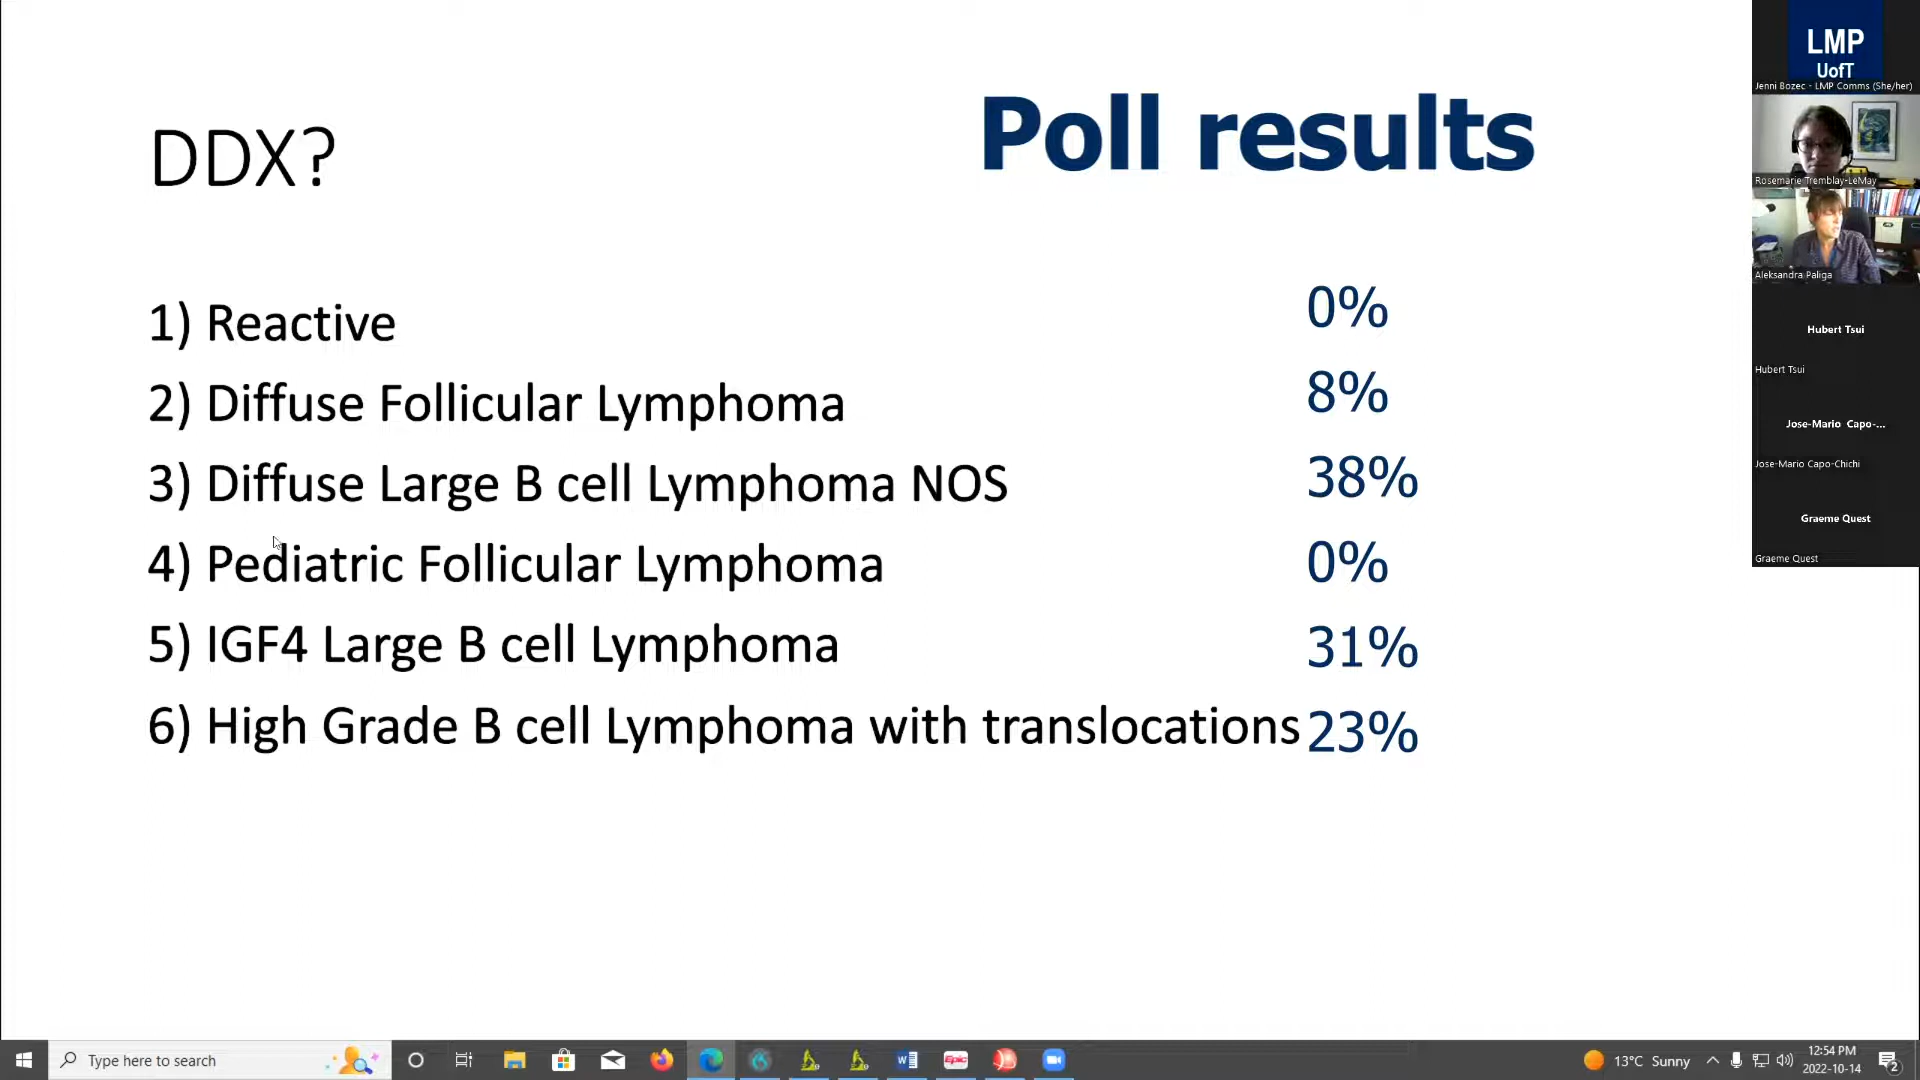 DDX?
Poll results
1) Reactive
0%
2) Diffuse Follicular Lymphoma
8%
3) Diffuse Large B cell Lymphoma NOS
38%
4) Pediatric Follicular Lymphoma
0%
5) IGF4 Large B cell Lymphoma
31%
6) High Grade B cell Lymphoma with translocations
23%
LMP
UofT
Jenni Bozec - LMP Comms (She/her)
Rosemarie Tremblay-LeMay
Aleksandra Paliga
Hubert Tsui
Hubert Tsui
Jose-Mario Capo-...
Jose-Mario Capo-Chichi
Graeme Quest
Graeme Quest
Type here to search
Epic
13°C Sunny
12:54 PM
2022-10-14
2